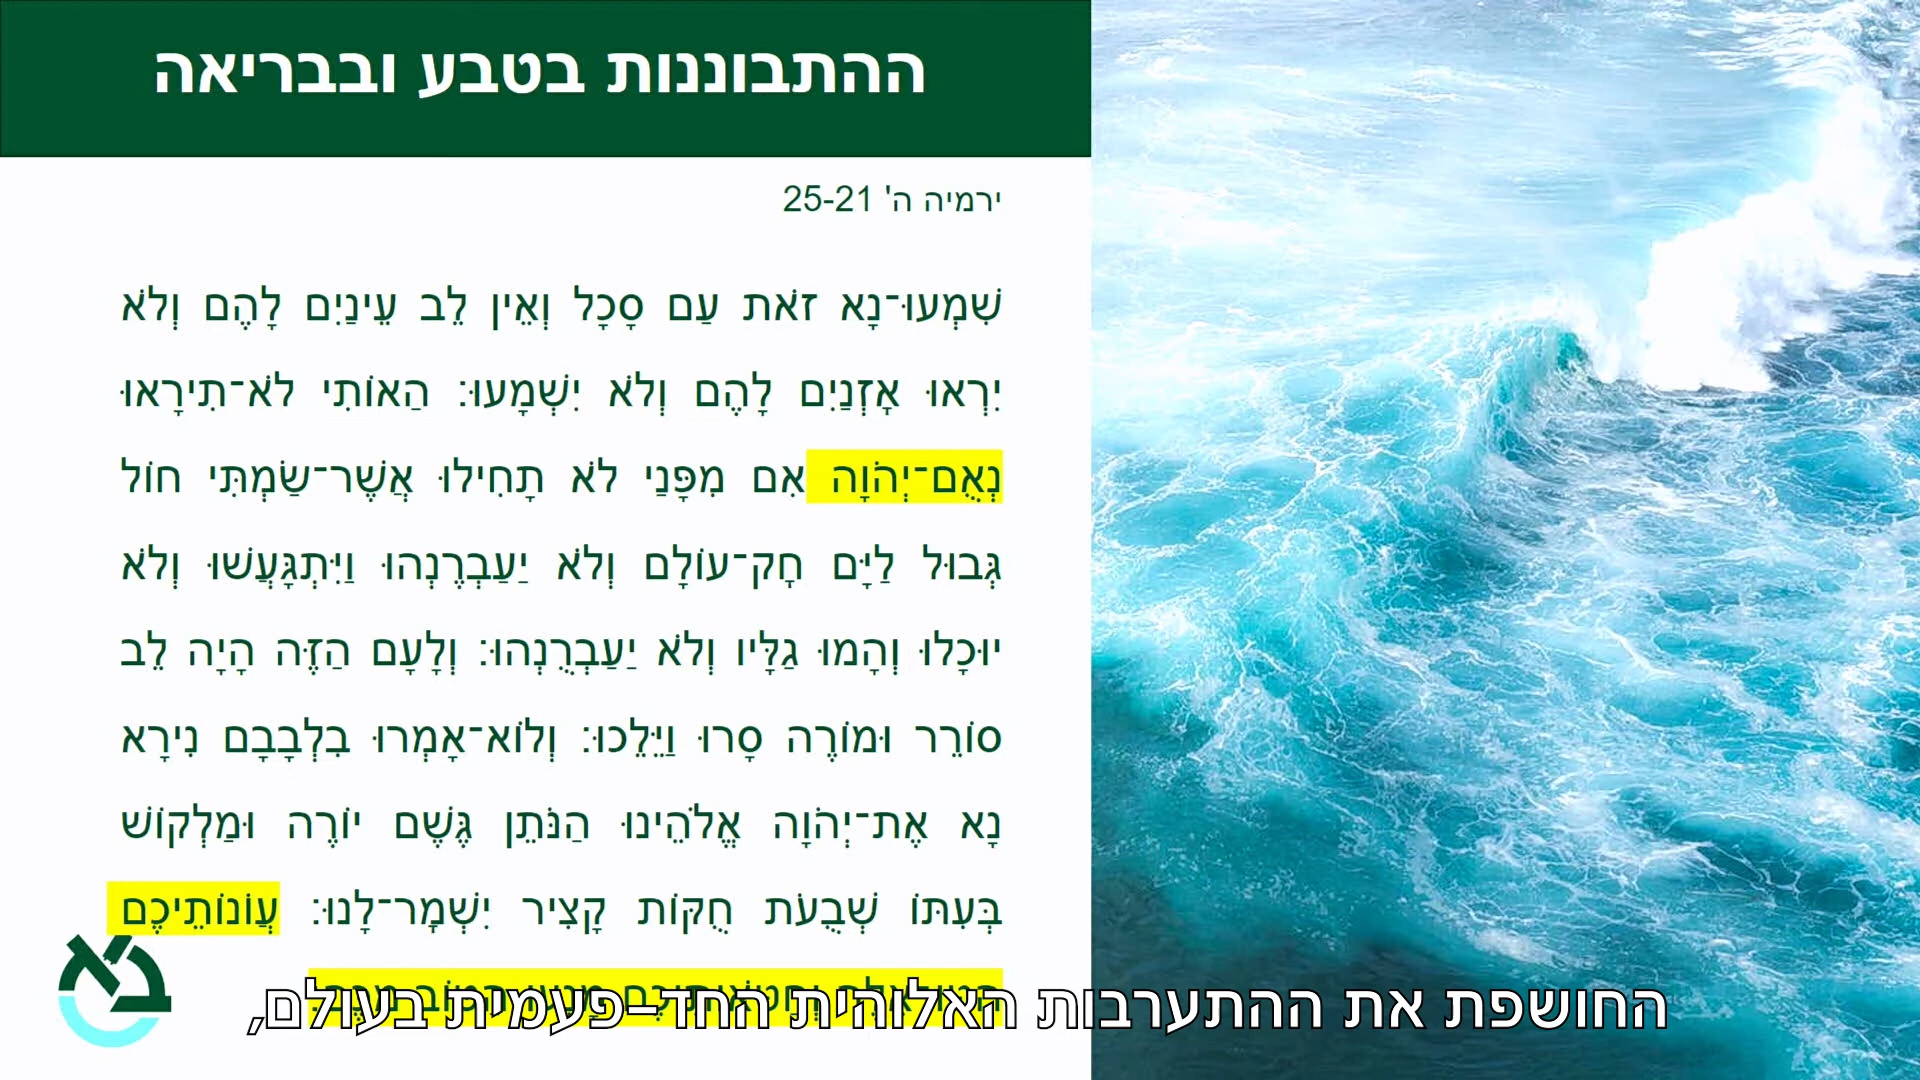 ההתבוננות בטבע ובבריאה
ירמיה ה' 25-21
שִׁמְעוּ־נָא זֹאת עַם סָכָל וְאֵין לֵב עֵינַיִם לָהֶם וְלֹא
יִרְאוּ אָזְנַיִם לָהֶם וְלֹא יִשְׁמָעוּ׃ הַאוֹתִי לֹא־תִירָאוּ
נְאֻם־יְהֹוָה אִם מִפָּנַי לֹא תָחִילוּ אֲשֶׁר־שַׂמְתִּי חוֹל
גְּבוּל לַיָּם חָק־עוֹלָם וְלֹא יַעַבְרֶנְהוּ וַיִּתְגָּעֲשׁוּ וְלֹא
יוּכָלוּ וְהָמוּ גַלָּיו וְלֹא יַעַבְרֻנְהוּ׃ וְלָעָם הַזֶּה הָיָה לֵב
סוֹרֵר וּמוֹרֶה סָרוּ וַיֵּלֵכוּ׃ וְלוֹא־אָמְרוּ בִלְבָבָם נִירָא
נָא אֶת־יְהֹוָה אֱלֹהֵינוּ הַנֹּתֵן גֶּשֶׁם יוֹרֶה וּמַלְקוֹשׁ
בְּעִתּוֹ שְׁבֻעֹת חֻקּוֹת קָצִיר יִשְׁמָר־לָנוּ׃ עֲוֹנוֹתֵיכֶם
החושפת את ההתערבות האלוהית החד–פעמית בעולם,